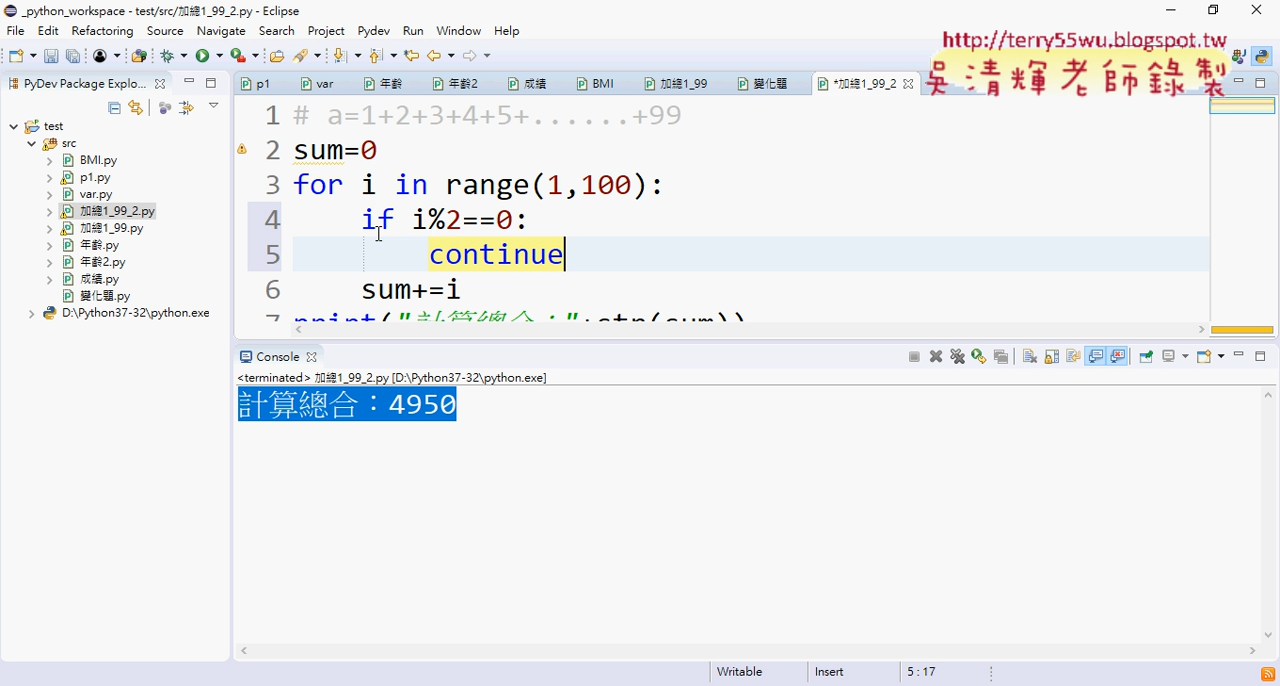 _python_workspace - test/src/加總1_99_2.py - Eclipse
File Edit Refactoring Source Navigate Search Project Pydev Run Window Help
http://terry55wu.blogspot.tw
吳清輝老師錄製
PyDev Package Explo...
p1 var 年齡 年齡2 成績 BMI 加總1_99 變化題 *加總1_99_2
test
src
BMI.py
p1.py
var.py
加總1_99_2.py
加總1_99.py
年齡.py
年齡2.py
成績.py
變化題.py
D:\Python37-32\python.exe
1 # a=1+2+3+4+5+......+99
2 sum=0
3 for i in range(1,100):
4 if i%2==0:
5 continue
6 sum+=i
7 print("計算總合："+str(sum))
Console
<terminated> 加總1_99_2.py [D:\Python37-32\python.exe]
計算總合：4950
Writable Insert 5 : 17